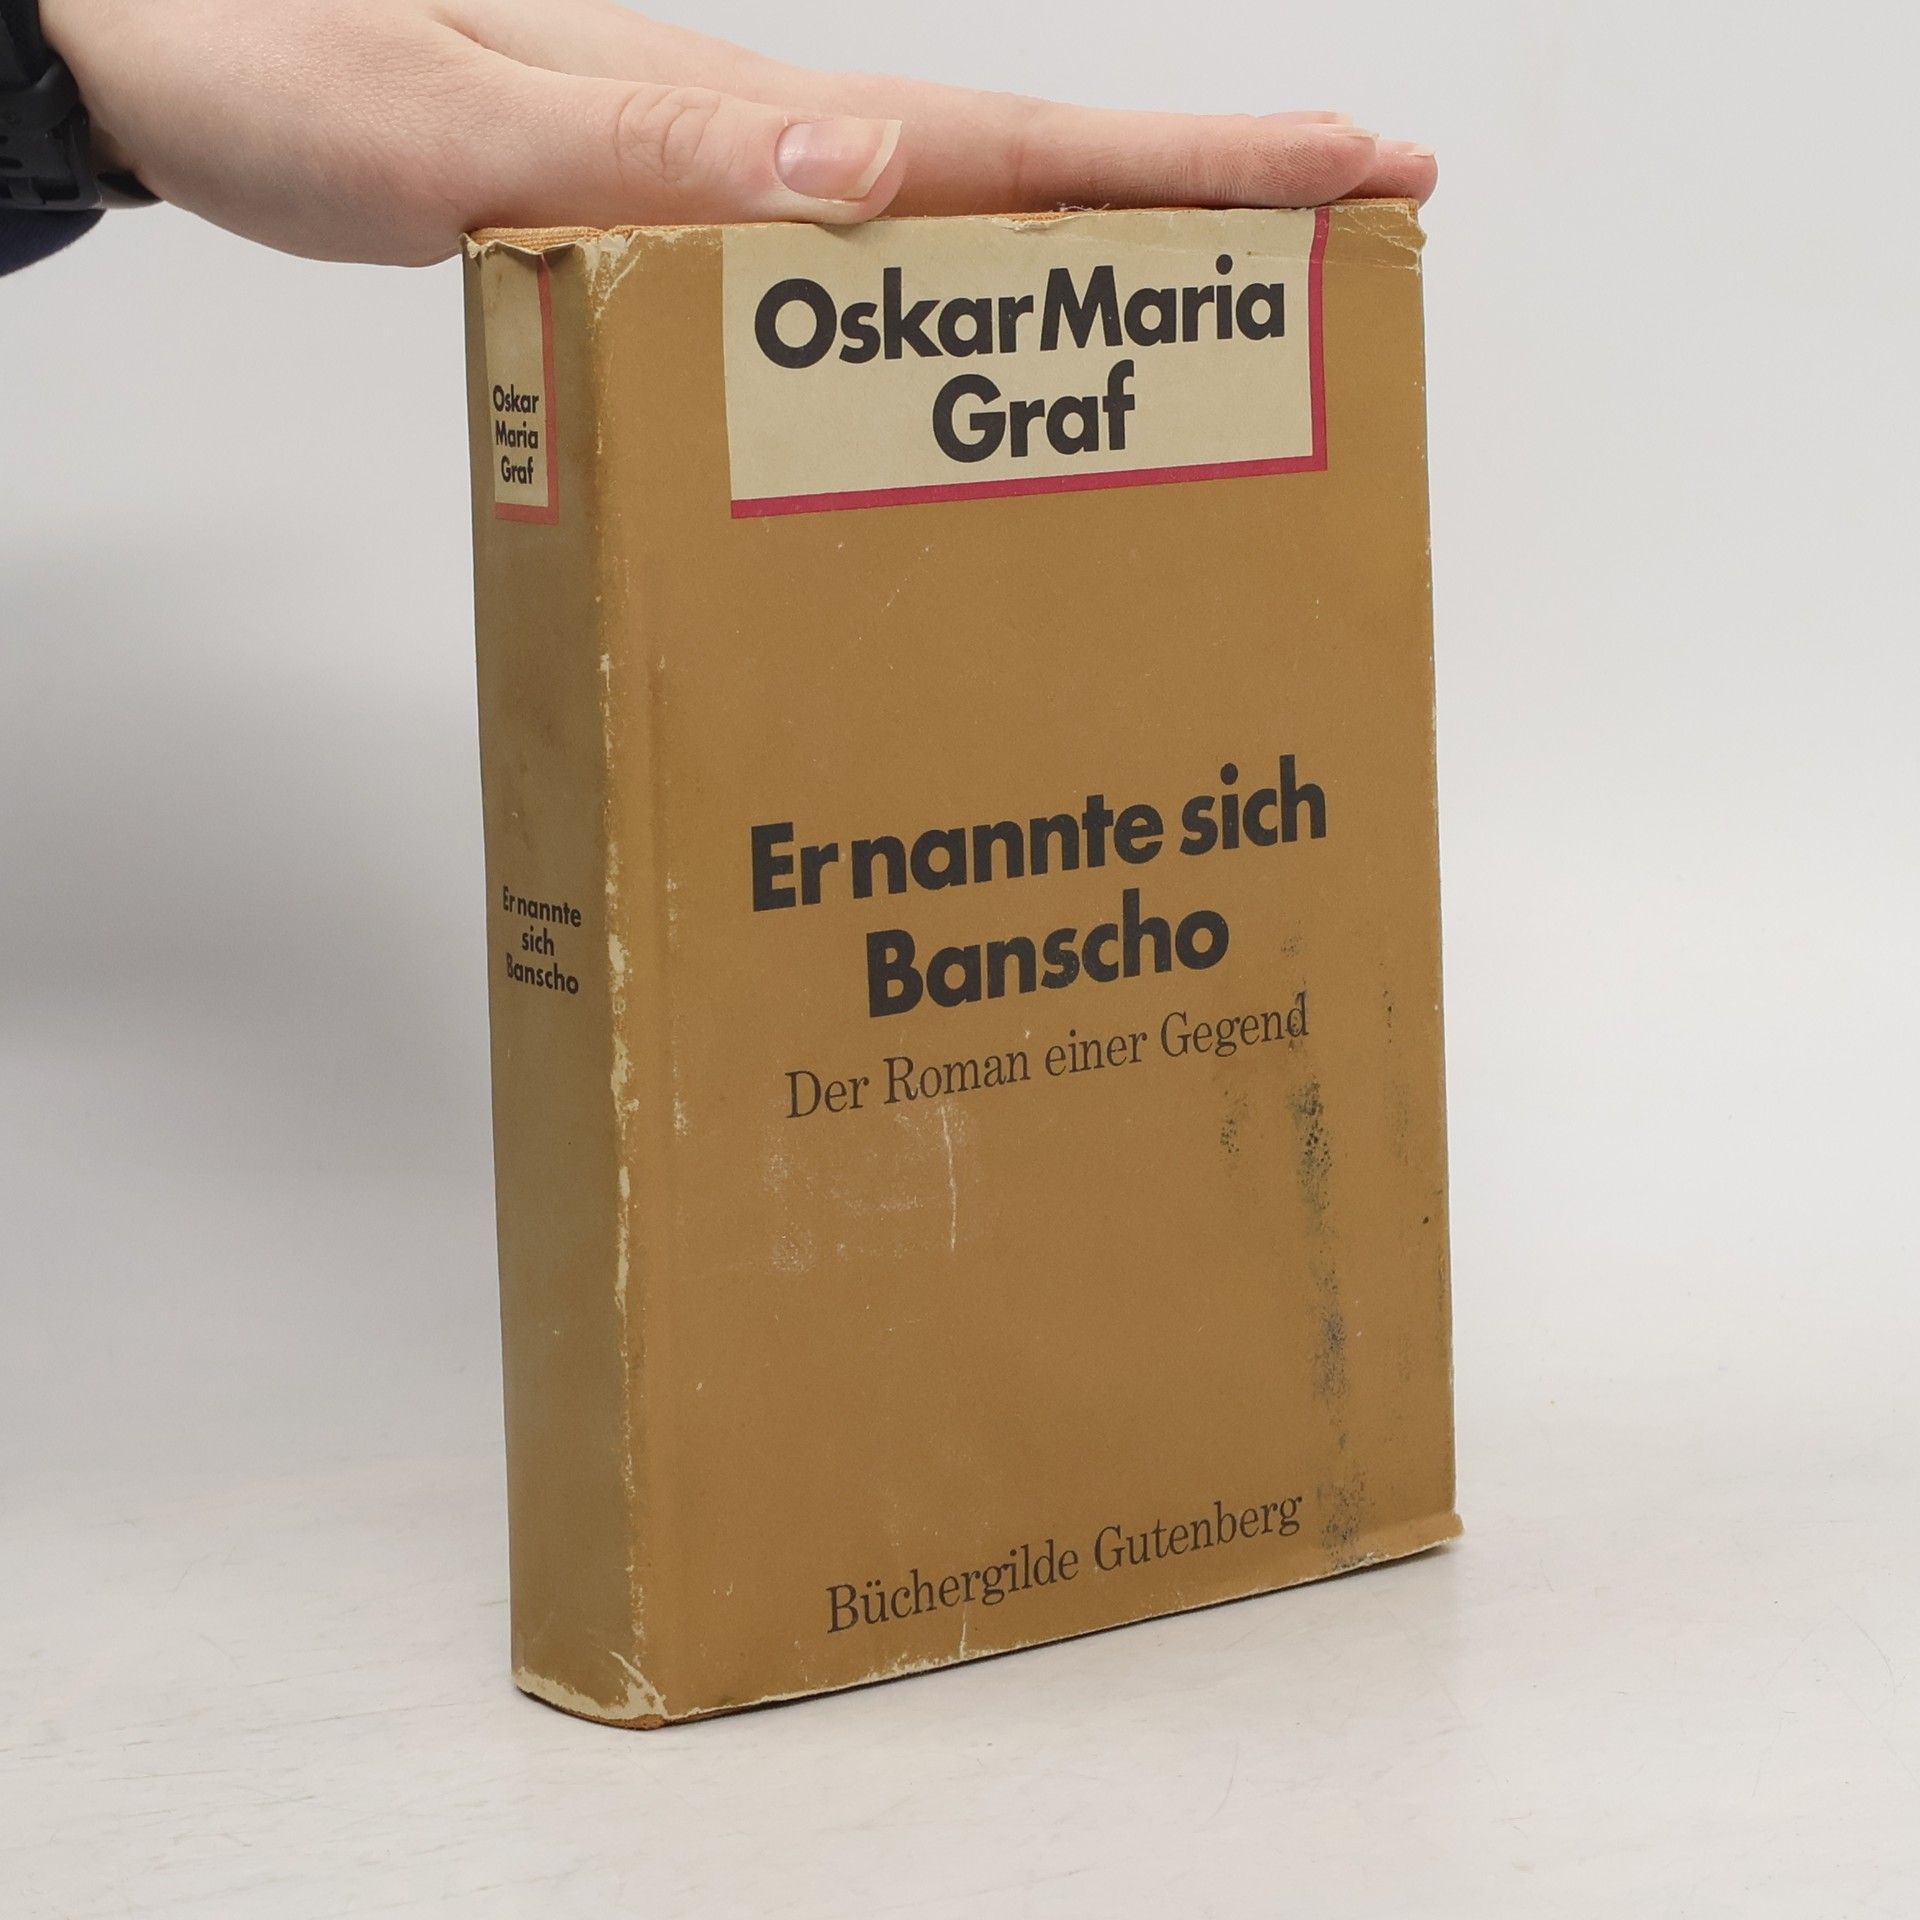 Oskar Maria
Graf
Er nannte sich
Banscho
Der Roman einer Gegend
Büchergilde Gutenberg
Oskar
Maria
Graf
Er nannte
sich
Banscho